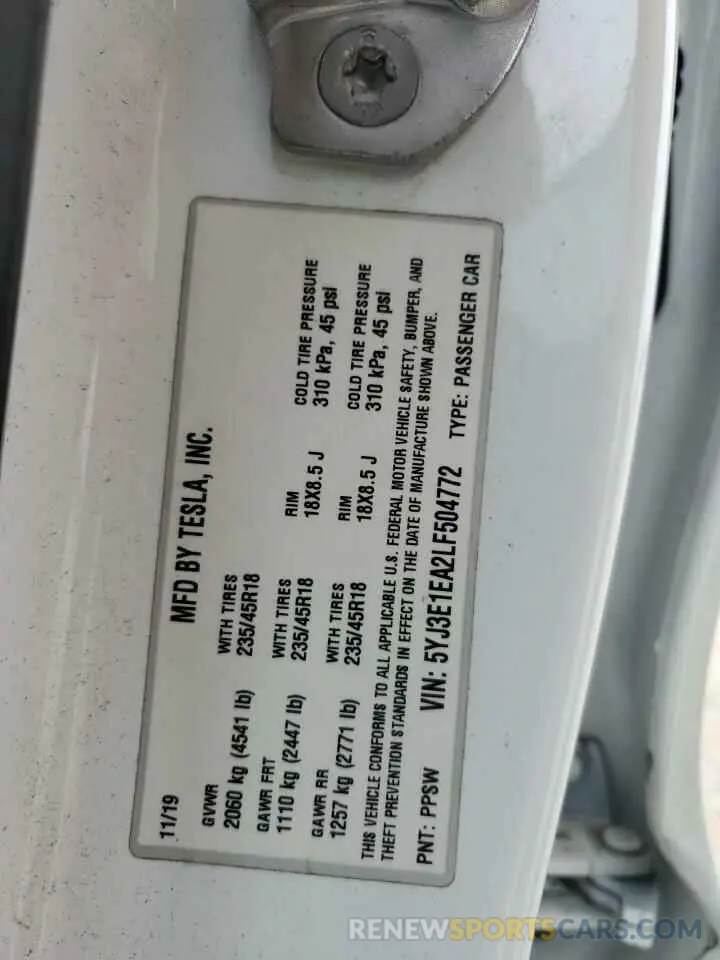 11/19 MFD BY TESLA, INC.
GVWR WITH TIRES RIM COLD TIRE PRESSURE
2060 kg (4541 lb) 235/45R18
GAWR FRT WITH TIRES RIM COLD TIRE PRESSURE
1110 kg (2447 lb) 235/45R18 18X8.5 J 310 kPa, 45 psi
GAWR RR WITH TIRES RIM COLD TIRE PRESSURE
1257 kg (2771 lb) 235/45R18 18X8.5 J 310 kPa, 45 psi
THIS VEHICLE CONFORMS TO ALL APPLICABLE U.S. FEDERAL MOTOR VEHICLE SAFETY, BUMPER, AND
THEFT PREVENTION STANDARDS IN EFFECT ON THE DATE OF MANUFACTURE SHOWN ABOVE.
PNT: PPSW VIN: 5YJ3E1EA2LF504772 TYPE: PASSENGER CAR
RENEWSPORTSCARS.COM